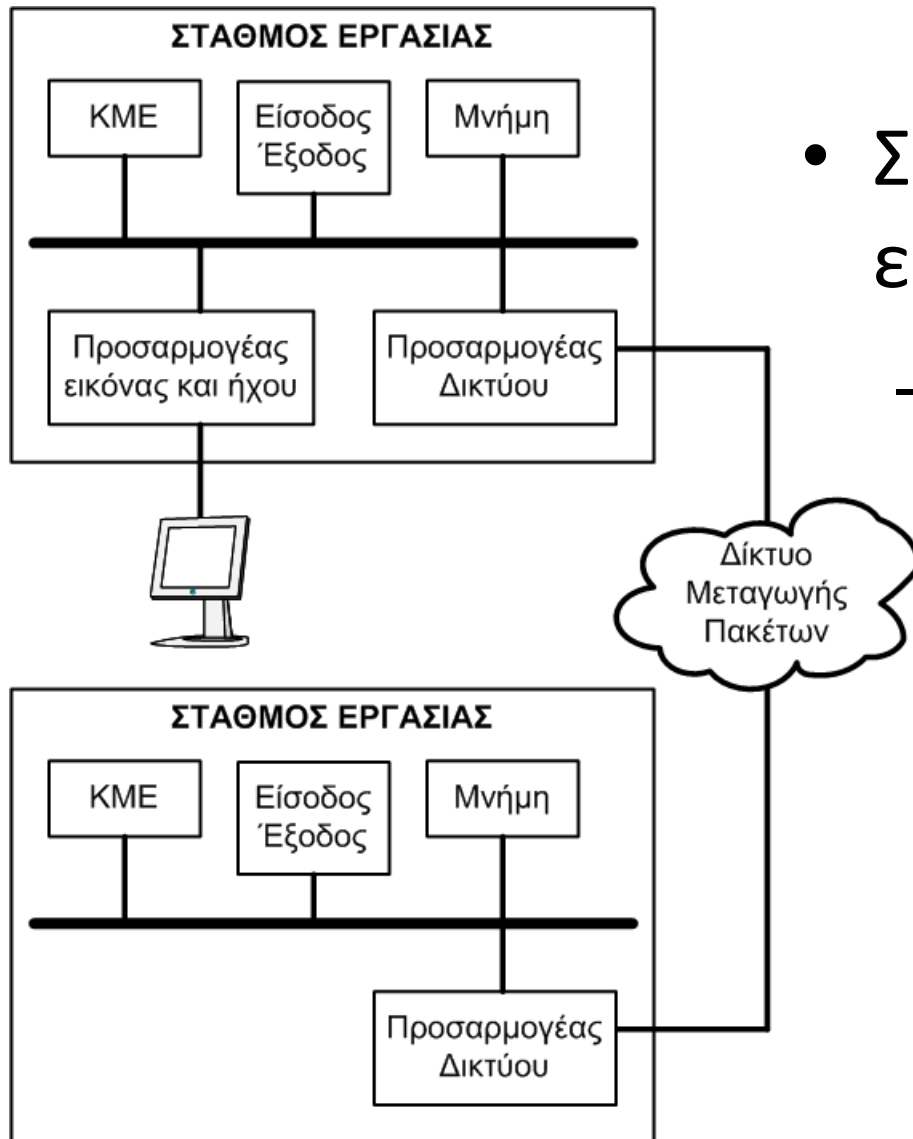 ΣΤΑΘΜΟΣ ΕΡΓΑΣΙΑΣ
ΚΜΕ
Είσοδος
Έξοδος
Μνήμη
Προσαρμογέας
εικόνας και ήχου
Προσαρμογέας
Δικτύου
• Σ
ε
–
Δίκτυο
Μεταγωγής
Πακέτων
ΣΤΑΘΜΟΣ ΕΡΓΑΣΙΑΣ
ΚΜΕ
Είσοδος
Έξοδος
Μνήμη
Προσαρμογέας
Δικτύου